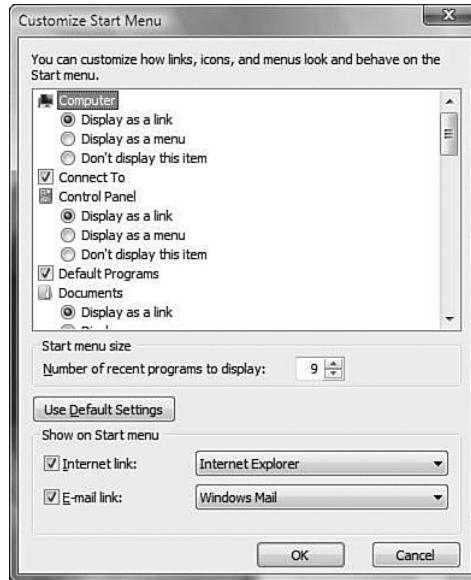 Customize Start Menu
You can customize how links, icons, and menus look and behave on the
Start menu.
Computer
Display as a link
Display as a menu
Don't display this item
Connect To
Control Panel
Display as a link
Display as a menu
Don't display this item
Default Programs
Documents
Display as a link
Start menu size
Number of recent programs to display: 9
Use Default Settings
Show on Start menu
Internet link: Internet Explorer
E-mail link: Windows Mail
OK Cancel